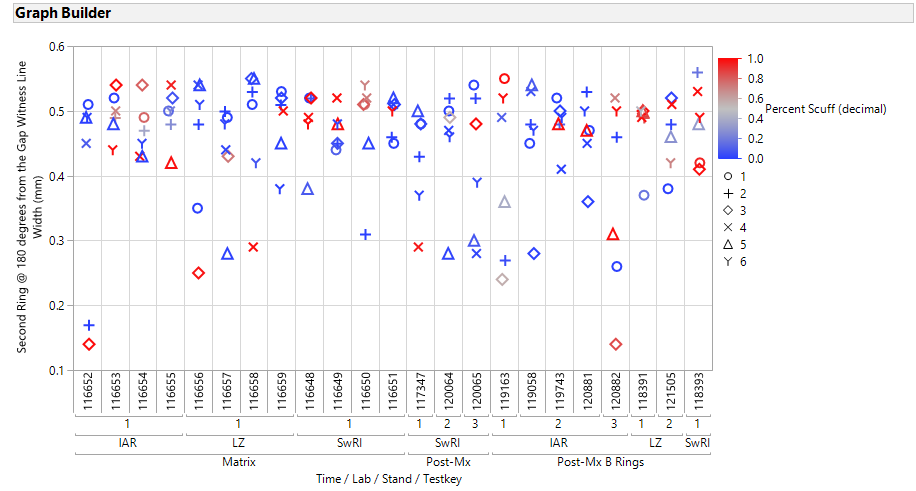 Graph Builder
Second Ring @ 180 degrees from the Gap Witness Line
Width (mm)
0.6
0.5
0.4
0.3
0.2
0.1
116652 116653 116654 116655 116656 116657 116658 116659 116648 116649 116650 116651 117347 120064 120065 119163 119058 119743 120881 120882 118391 121505 118393
1 1 1 1 2 3 1 2 3 1 2 1
IAR LZ SwRI SwRI IAR LZ SwRI
Matrix Post-Mx Post-Mx B Rings
Time / Lab / Stand / Testkey
1.0
0.8
0.6
0.4
0.2
0.0
Percent Scuff (decimal)
1
2
3
4
5
6